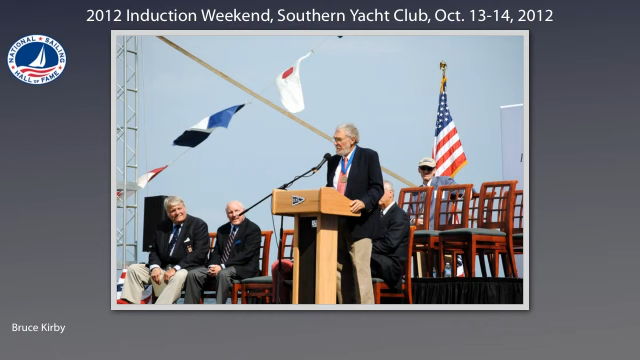 2012 Induction Weekend, Southern Yacht Club, Oct. 13-14, 2012
NATIONAL SAILING
HALL OF FAME
Bruce Kirby